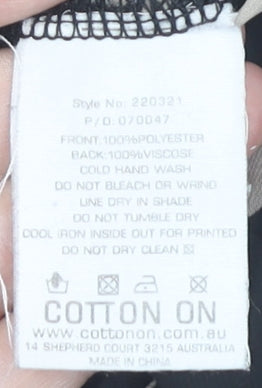 Style No: 220321
P/O:070047
FRONT:100%POLYESTER
BACK:100%VISCOSE
COLD HAND WASH
DO NOT BLEACH OR WRING
LINE DRY IN SHADE
DO NOT TUMBLE DRY
COOL IRON INSIDE OUT FOR PRINTED
DO NOT DRY CLEAN
COTTON ON
www.cottonon.com.au
14 SHEPHERD COURT 3215 AUSTRALIA
MADE IN CHINA